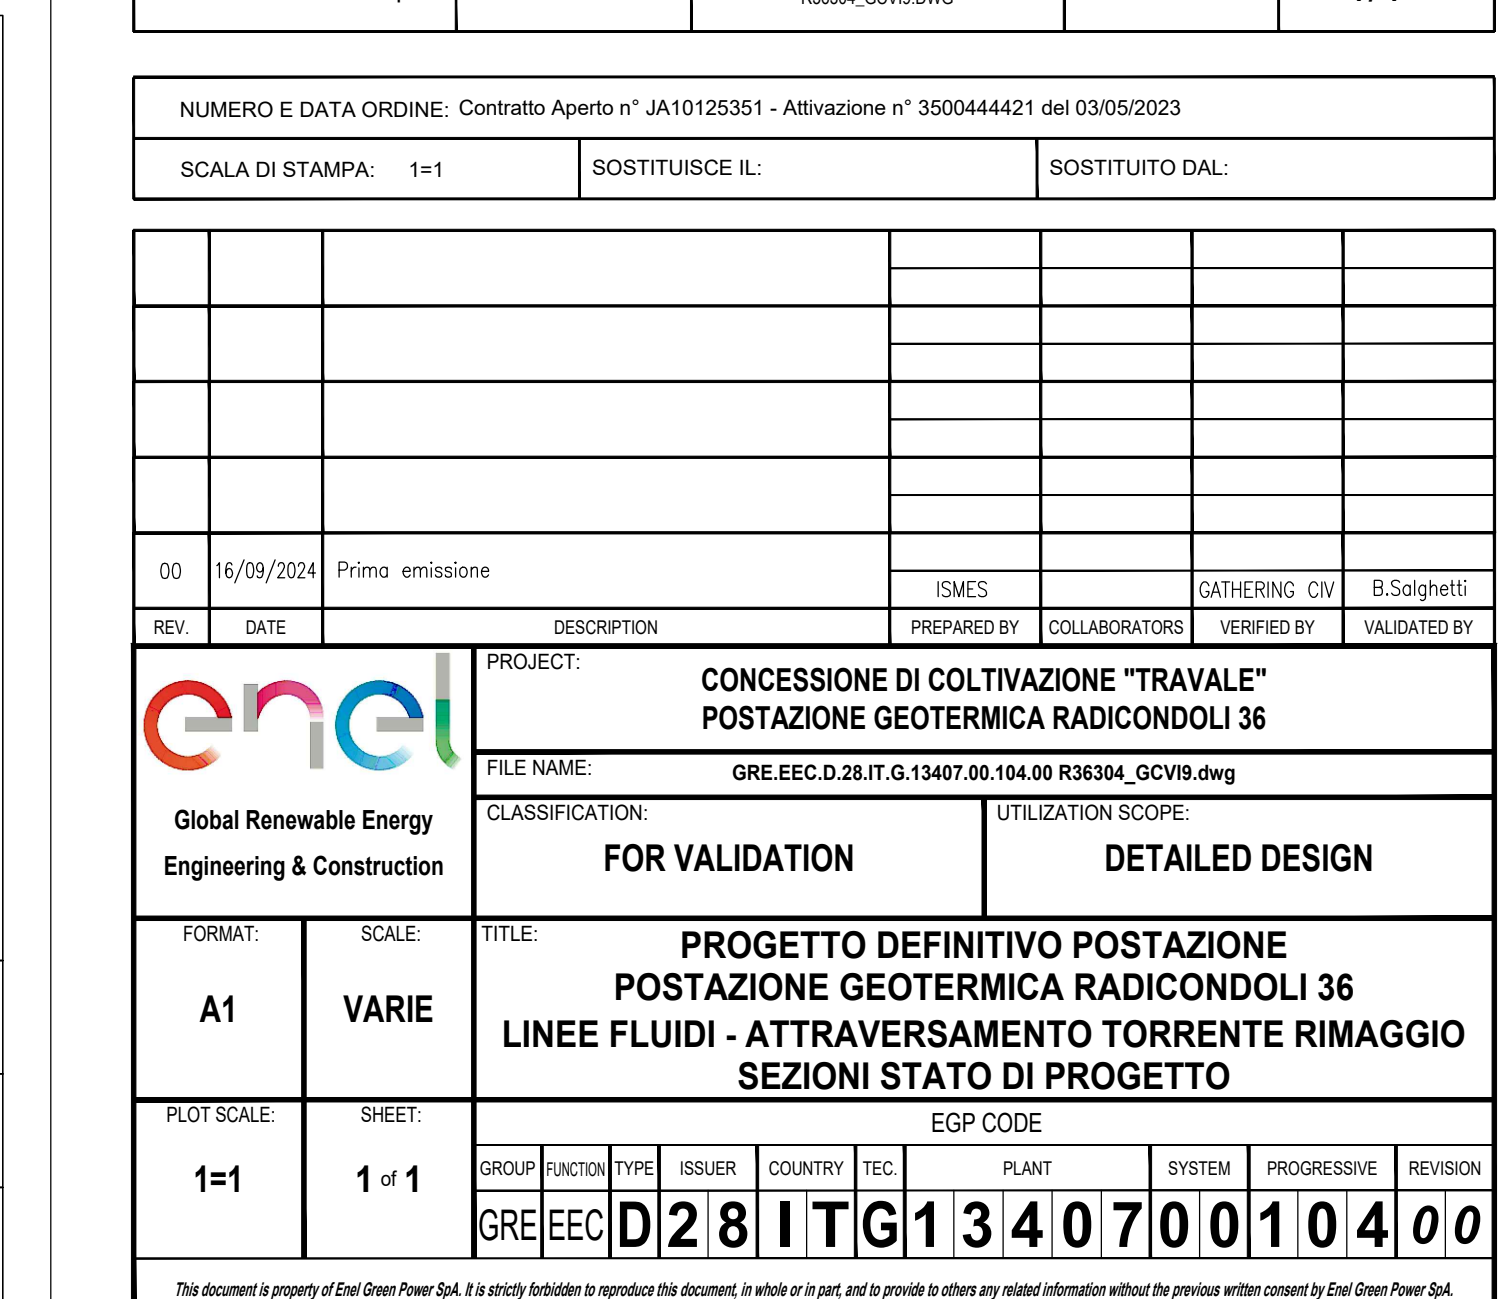 R36304_GCVI9.DWG
NUMERO E DATA ORDINE: Contratto Aperto n° JA10125351 - Attivazione n° 3500444421 del 03/05/2023
SCALA DI STAMPA: 1=1 SOSTITUISCE IL: SOSTITUITO DAL:
00 16/09/2024 Prima emissione ISMES GATHERING CIV B.Salghetti
REV. DATE DESCRIPTION PREPARED BY COLLABORATORS VERIFIED BY VALIDATED BY
enel
Global Renewable Energy
Engineering & Construction
PROJECT:
CONCESSIONE DI COLTIVAZIONE "TRAVALE"
POSTAZIONE GEOTERMICA RADICONDOLI 36
FILE NAME: GRE.EEC.D.28.IT.G.13407.00.104.00 R36304_GCVI9.dwg
CLASSIFICATION:
FOR VALIDATION
UTILIZATION SCOPE:
DETAILED DESIGN
FORMAT:
A1
SCALE:
VARIE
TITLE:
PROGETTO DEFINITIVO POSTAZIONE
POSTAZIONE GEOTERMICA RADICONDOLI 36
LINEE FLUIDI - ATTRAVERSAMENTO TORRENTE RIMAGGIO
SEZIONI STATO DI PROGETTO
PLOT SCALE:
1=1
SHEET:
1 of 1
EGP CODE
GROUP FUNCTION TYPE ISSUER COUNTRY TEC. PLANT SYSTEM PROGRESSIVE REVISION
GRE EEC D 2 8 I T G 1 3 4 0 7 0 0 1 0 4 0 0
This document is property of Enel Green Power SpA. It is strictly forbidden to reproduce this document, in whole or in part, and to provide to others any related information without the previous written consent by Enel Green Power SpA.